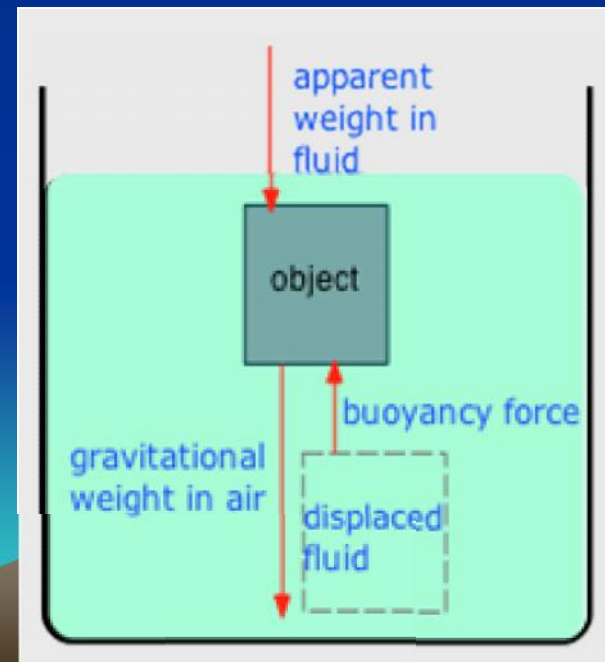 apparent
weight in
fluid
object
buoyancy force
gravitational
weight in air
displaced
fluid